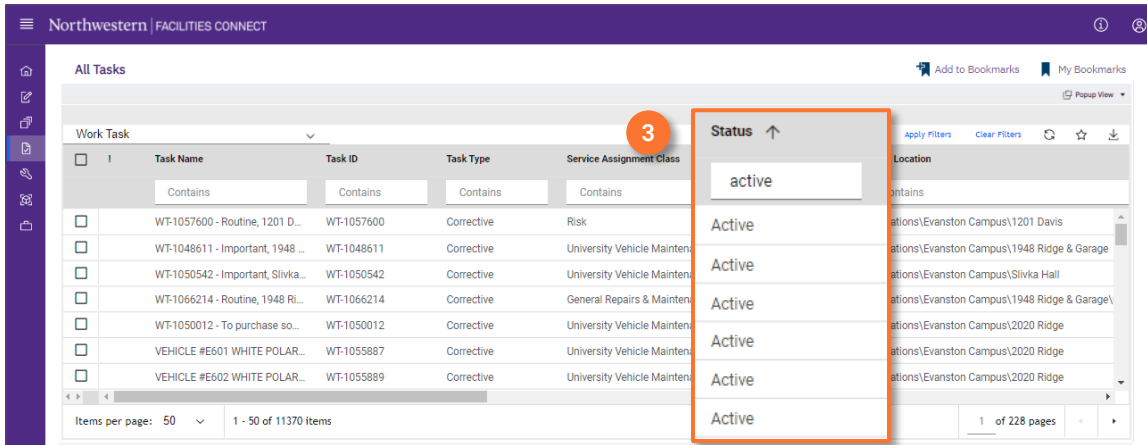 Northwestern | FACILITIES CONNECT
All Tasks
Add to Bookmarks My Bookmarks
Popup View
Work Task
3
Status
Apply Filters Clear Filters
! Task Name Task ID Task Type Service Assignment Class Location
Contains Contains Contains Contains active ontains
WT-1057600 - Routine, 1201 D... WT-1057600 Corrective Risk Active ations\Evanston Campus\1201 Davis
WT-1048611 - Important, 1948 ... WT-1048611 Corrective University Vehicle Mainten Active ations\Evanston Campus\1948 Ridge & Garage
WT-1050542 - Important, Slivka... WT-1050542 Corrective University Vehicle Mainten Active ations\Evanston Campus\Slivka Hall
WT-1066214 - Routine, 1948 Ri... WT-1066214 Corrective General Repairs & Mainten Active ations\Evanston Campus\1948 Ridge & Garage\
WT-1050012 - To purchase so... WT-1050012 Corrective University Vehicle Mainten Active ations\Evanston Campus\2020 Ridge
VEHICLE #E601 WHITE POLAR... WT-1055887 Corrective University Vehicle Mainten Active ations\Evanston Campus\2020 Ridge
VEHICLE #E602 WHITE POLAR... WT-1055889 Corrective University Vehicle Mainten ations\Evanston Campus\2020 Ridge
Items per page: 50 1 - 50 of 11370 items 1 of 228 pages